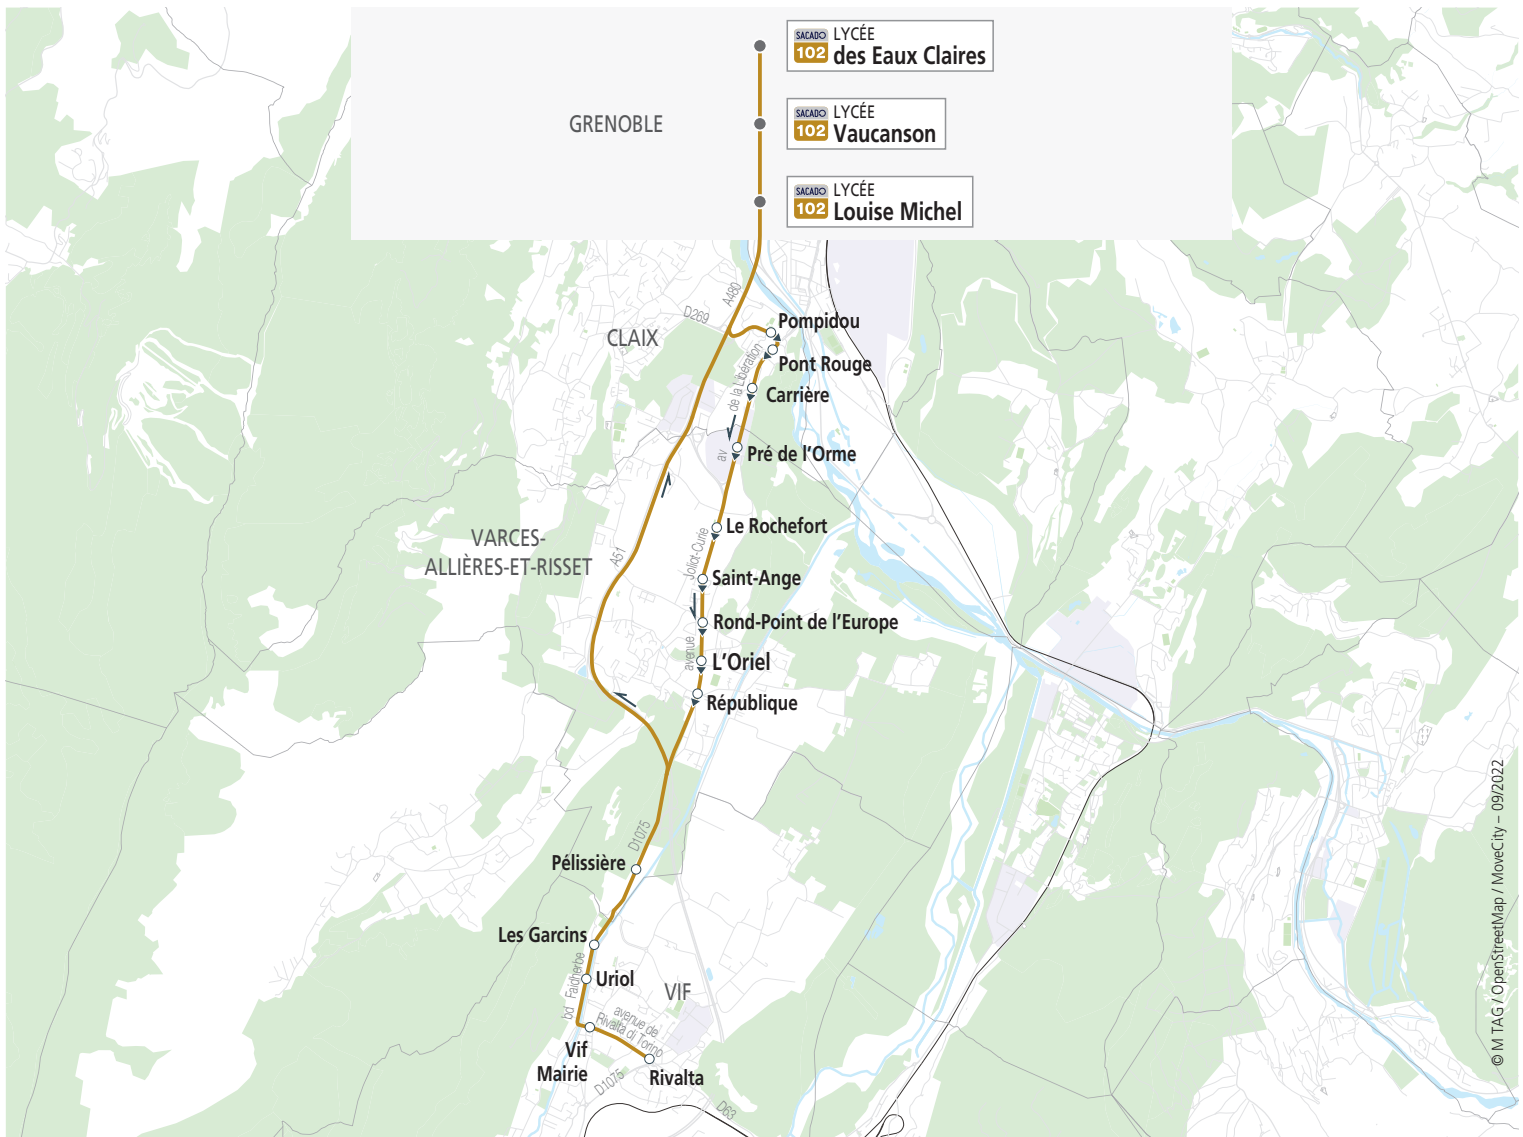 SACADO
102
LYCÉE
des Eaux Claires
GRENOBLE
SACADO
102
LYCÉE
Vaucanson
SACADO
102
LYCÉE
Louise Michel
A480
D269
Pompidou
CLAIX
Pont Rouge
av de la Libération
Carrière
Pré de l'Orme
Le Rochefort
VARCES-
ALLIÈRES-ET-RISSET
A51
avenue Joliot-Curie
Saint-Ange
Rond-Point de l'Europe
L'Oriel
République
D1075
Pélissière
Les Garcins
bd Faidherbe
Uriol
VIF
avenue de
Rivalta di Torino
Vif
Mairie
D1075
Rivalta
D63
© M TAG / OpenStreetMap / MoveCity – 09/2022